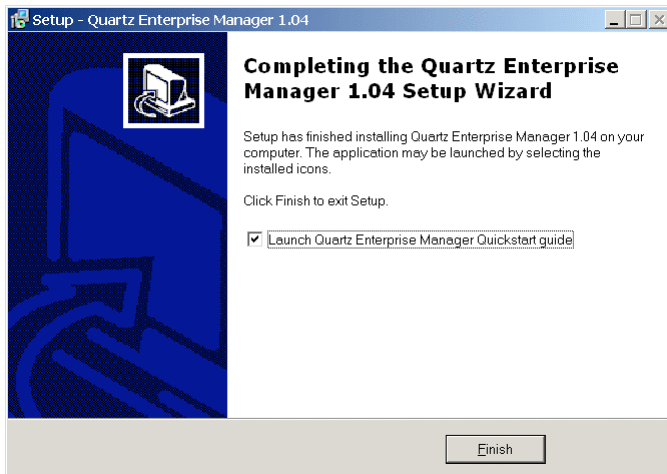 Setup - Quartz Enterprise Manager 1.04
Completing the Quartz Enterprise
Manager 1.04 Setup Wizard
Setup has finished installing Quartz Enterprise Manager 1.04 on your
computer. The application may be launched by selecting the
installed icons.
Click Finish to exit Setup.
Launch Quartz Enterprise Manager Quickstart guide
Finish